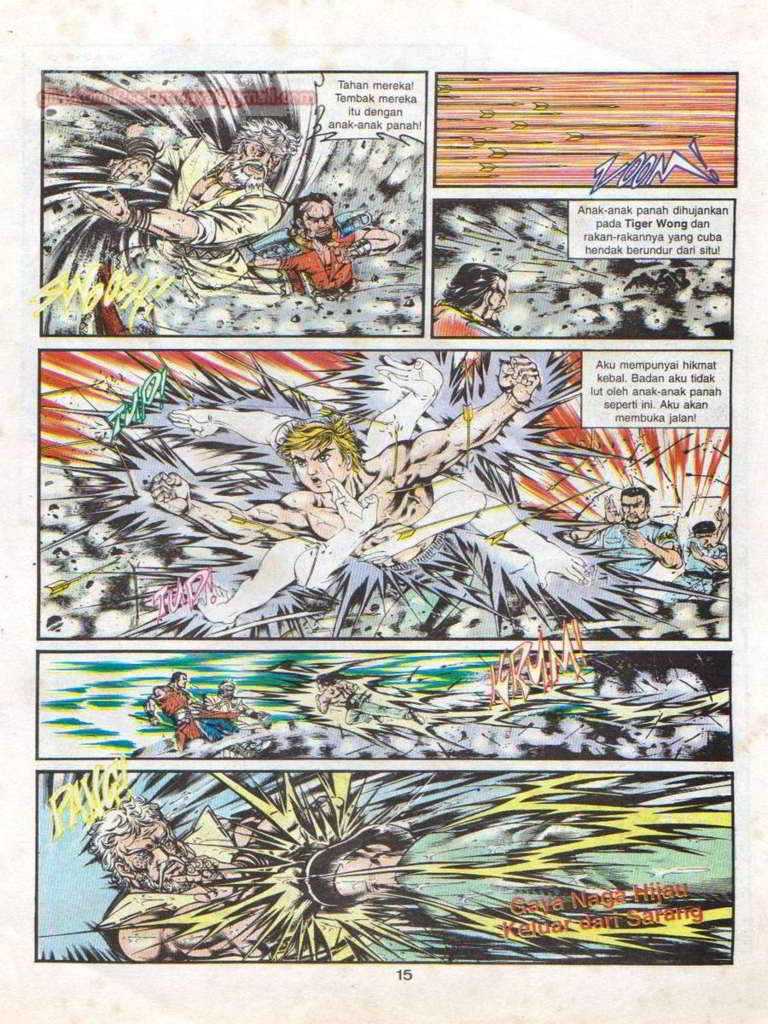 Tahan mereka!
Tembak mereka
itu dengan
anak-anak panah!
ZOOM!
Anak-anak panah dihujankan
pada Tiger Wong dan
rakan-rakannya yang cuba
hendak berundur dari situ!
Aku mempunyai hikmat
kebal. Badan aku tidak
lut oleh anak-anak panah
seperti ini. Aku akan
membuka jalan!
TUD!
KRUM!
PANG!
Gaya Naga Hijau
Keluar dari Sarang
15